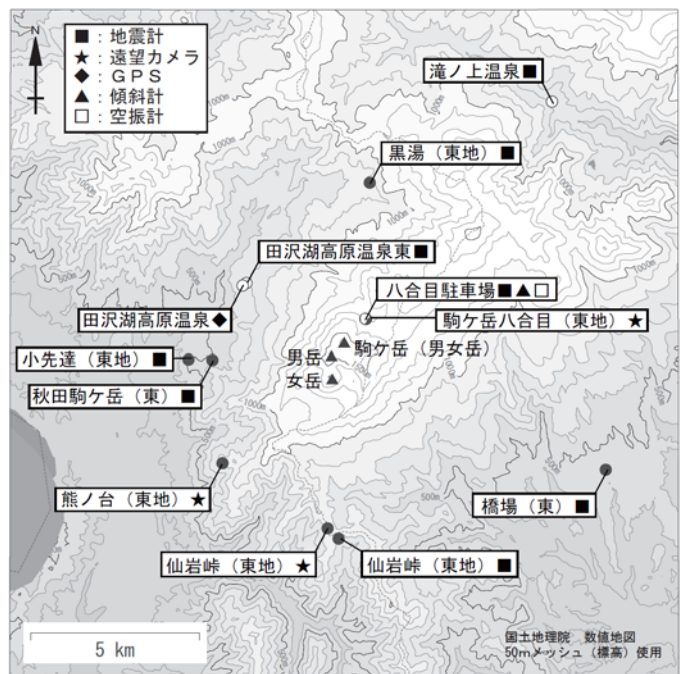 N
■：地震計
★：遠望カメラ
◆：ＧＰＳ
▲：傾斜計
□：空振計
滝ノ上温泉■
黒湯（東地）■
田沢湖高原温泉東■
八合目駐車場■▲□
田沢湖高原温泉◆
駒ケ岳八合目（東地）★
駒ケ岳（男女岳）
小先達（東地）■
男岳
女岳
秋田駒ケ岳（東）■
熊ノ台（東地）★
橋場（東）■
仙岩峠（東地）★
仙岩峠（東地）■
1000m
1000m
1000m
1000m
500m
500m
500m
500m
5 km
国土地理院　数値地図
50mメッシュ（標高）使用